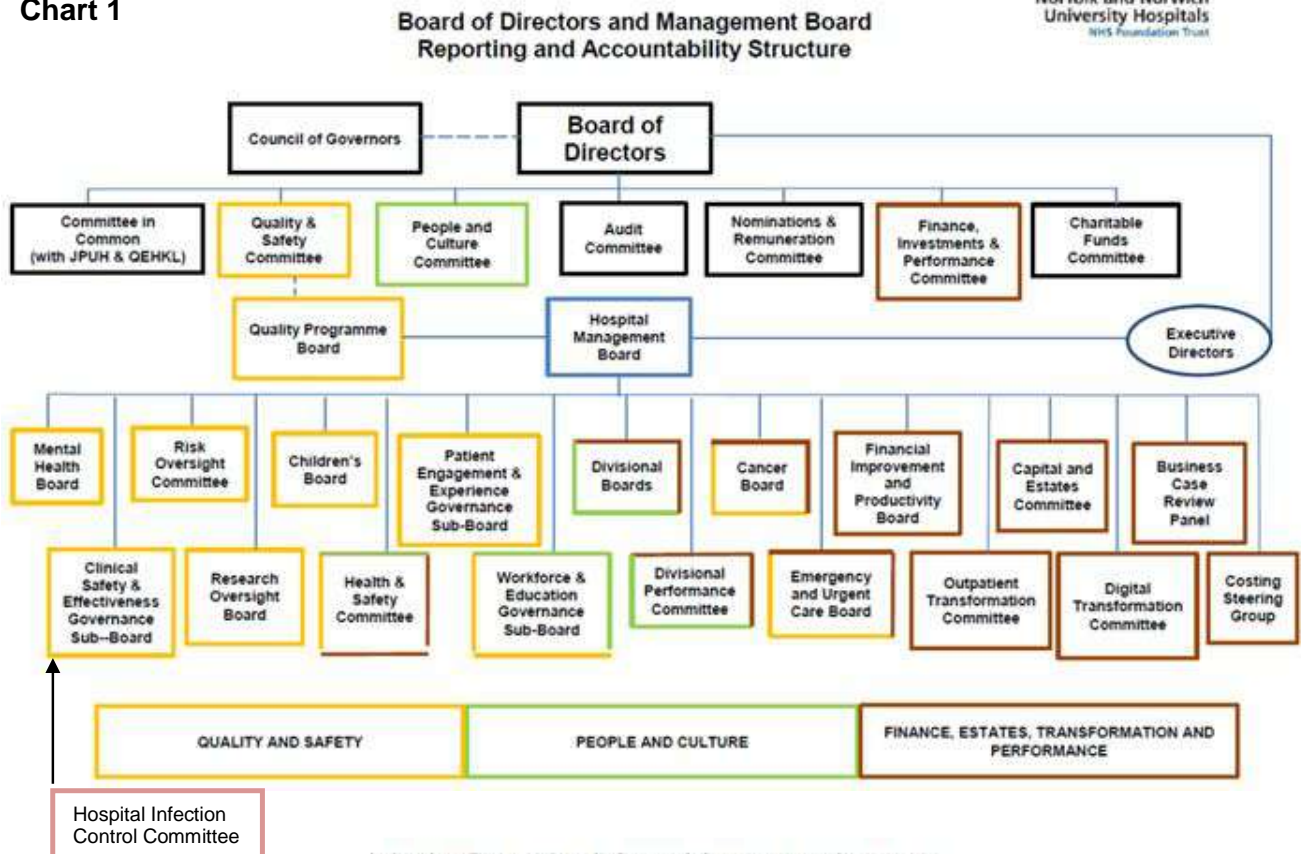 Chart 1
Board of Directors and Management Board
Reporting and Accountability Structure
Norfolk and Norwich
University Hospitals
NHS Foundation Trust
Council of Governors
Board of
Directors
Committee in
Common
(with JPUH & QEHKL)
Quality &
Safety
Committee
People and
Culture
Committee
Audit
Committee
Nominations &
Remuneration
Committee
Finance,
Investments &
Performance
Committee
Charitable
Funds
Committee
Quality Programme
Board
Hospital
Management
Board
Executive
Directors
Mental
Health
Board
Risk
Oversight
Committee
Children's
Board
Patient
Engagement &
Experience
Governance
Sub-Board
Divisional
Boards
Cancer
Board
Financial
Improvement
and
Productivity
Board
Capital and
Estates
Committee
Business
Case
Review
Panel
Clinical
Safety &
Effectiveness
Governance
Sub--Board
Research
Oversight
Board
Health &
Safety
Committee
Workforce &
Education
Governance
Sub-Board
Divisional
Performance
Committee
Emergency
and Urgent
Care Board
Outpatient
Transformation
Committee
Digital
Transformation
Committee
Costing
Steering
Group
QUALITY AND SAFETY
PEOPLE AND CULTURE
FINANCE, ESTATES, TRANSFORMATION AND
PERFORMANCE
Hospital Infection
Control Committee